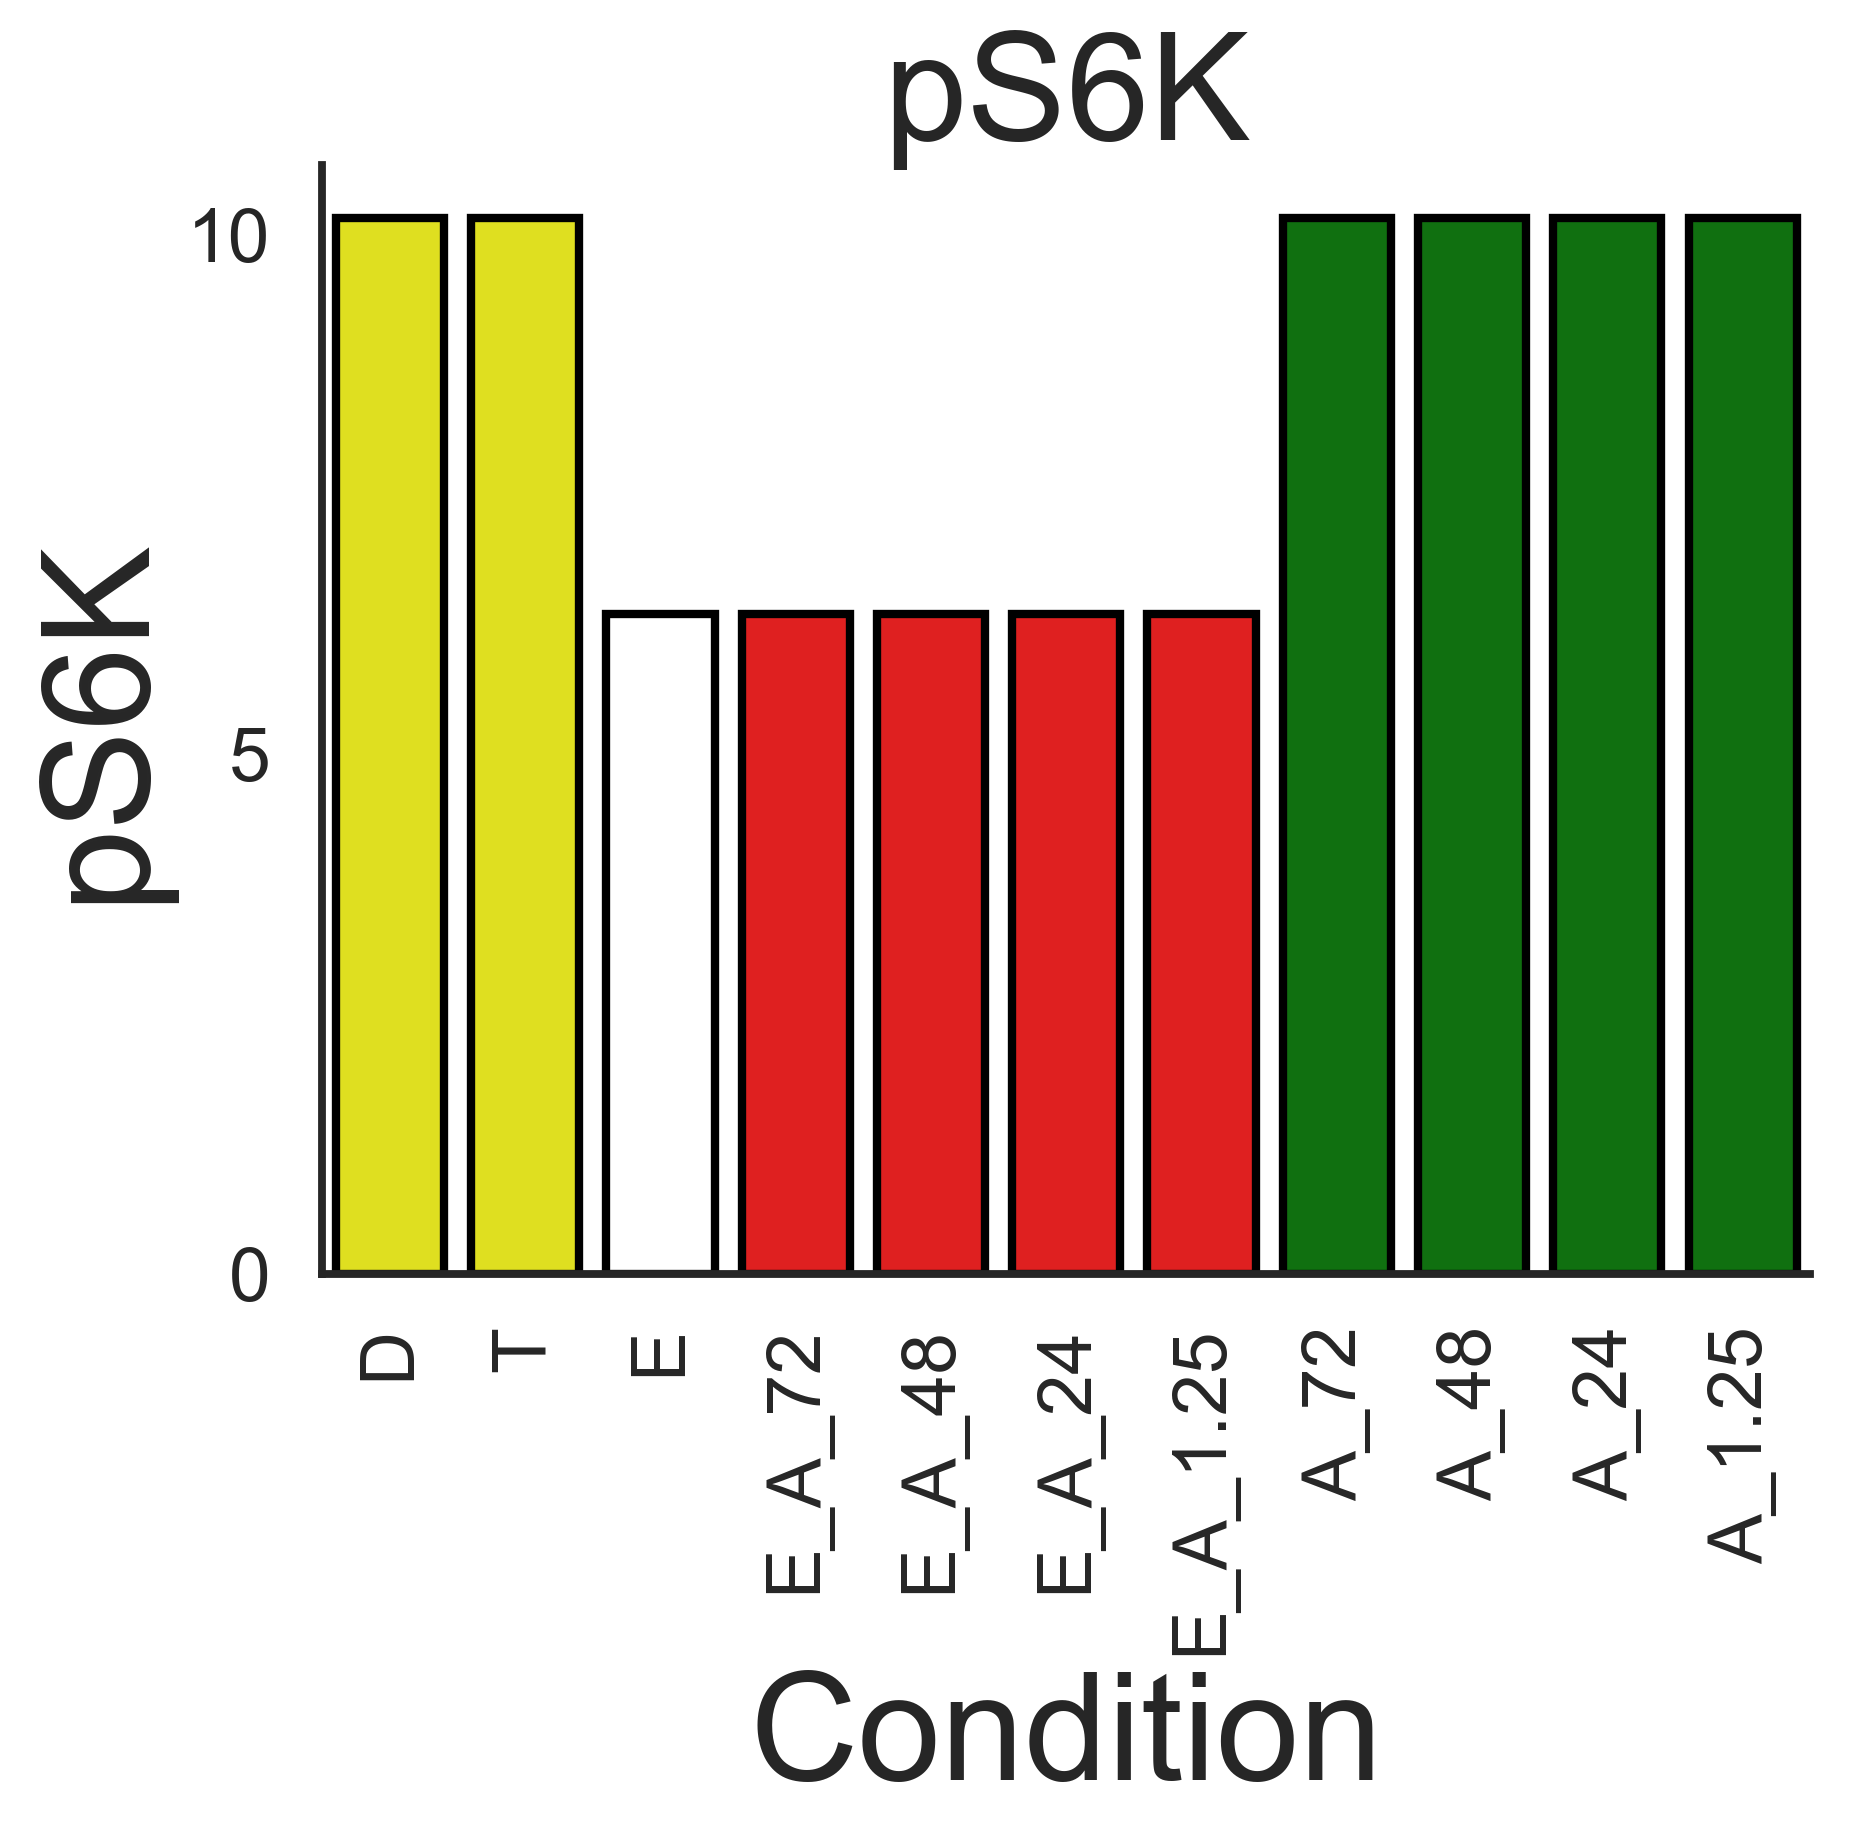 pS6K
pS6K
10
5
0
D
T
E
E_A_72
E_A_48
E_A_24
E_A_1.25
A_72
A_48
A_24
A_1.25
Condition